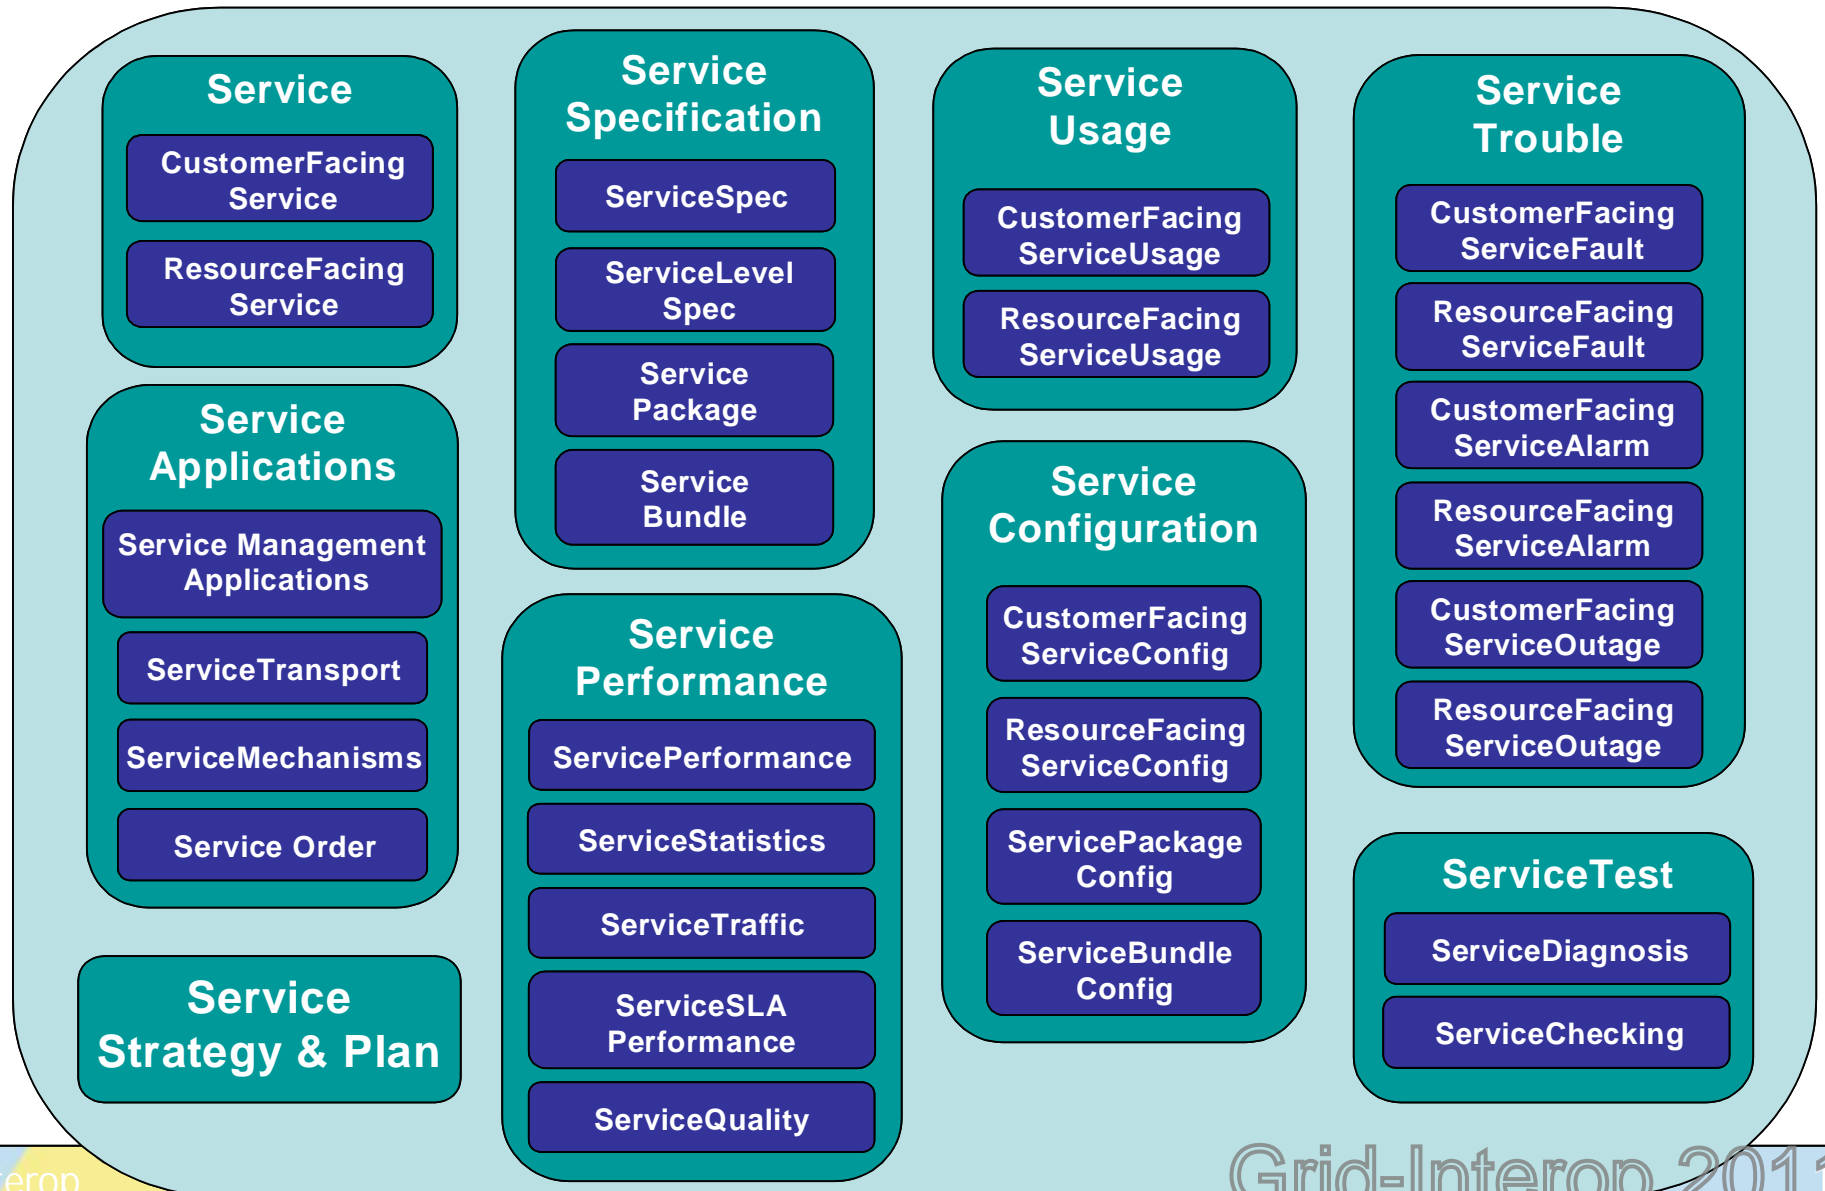 Service
CustomerFacing
Service
ResourceFacing
Service
Service
Applications
Service Management
Applications
ServiceTransport
ServiceMechanisms
Service Order
Service
Strategy & Plan
Service
Specification
ServiceSpec
ServiceLevel
Spec
Service
Package
Service
Bundle
Service
Performance
ServicePerformance
ServiceStatistics
ServiceTraffic
ServiceSLA
Performance
ServiceQuality
Service
Usage
CustomerFacing
ServiceUsage
ResourceFacing
ServiceUsage
Service
Configuration
CustomerFacing
ServiceConfig
ResourceFacing
ServiceConfig
ServicePackage
Config
ServiceBundle
Config
Service
Trouble
CustomerFacing
ServiceFault
ResourceFacing
ServiceFault
CustomerFacing
ServiceAlarm
ResourceFacing
ServiceAlarm
CustomerFacing
ServiceOutage
ResourceFacing
ServiceOutage
ServiceTest
ServiceDiagnosis
ServiceChecking
Grid-Interop 2011